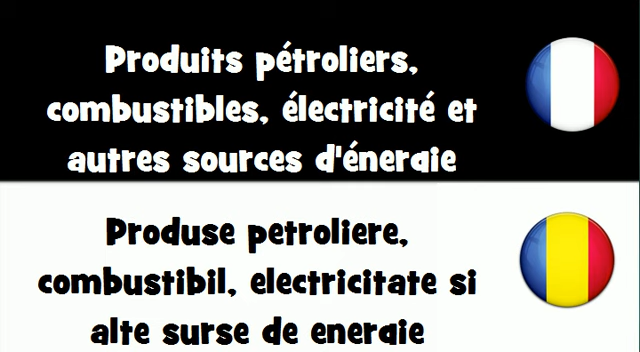 Produits pétroliers,
combustibles, électricité et
autres sources d'énergie
Produse petroliere,
combustibil, electricitate si
alte surse de energie